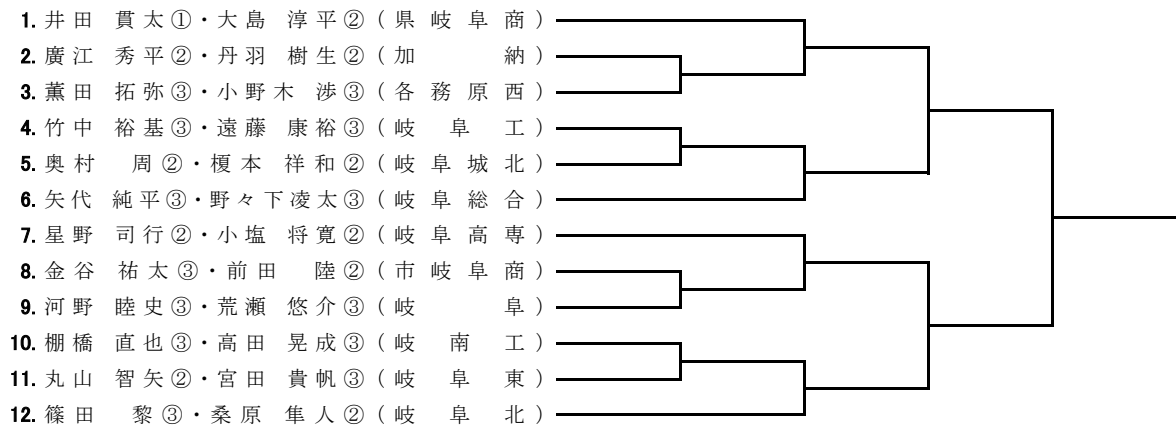 1. 井田 貫太①・大島 淳平②(県岐阜商)
2. 廣江 秀平②・丹羽 樹生②(加 納)
3. 薫田 拓弥③・小野木 渉③(各務原西)
4. 竹中 裕基③・遠藤 康裕③(岐 阜 工)
5. 奥村 周②・榎本 祥和②(岐阜城北)
6. 矢代 純平③・野々下凌太③(岐阜総合)
7. 星野 司行②・小塩 将寛②(岐阜高専)
8. 金谷 祐太③・前田 陸②(市岐阜商)
9. 河野 睦史③・荒瀬 悠介③(岐 阜)
10. 棚橋 直也③・高田 晃成③(岐 南 工)
11. 丸山 智矢②・宮田 貴帆③(岐 阜 東)
12. 篠田 黎③・桑原 隼人②(岐 阜 北)